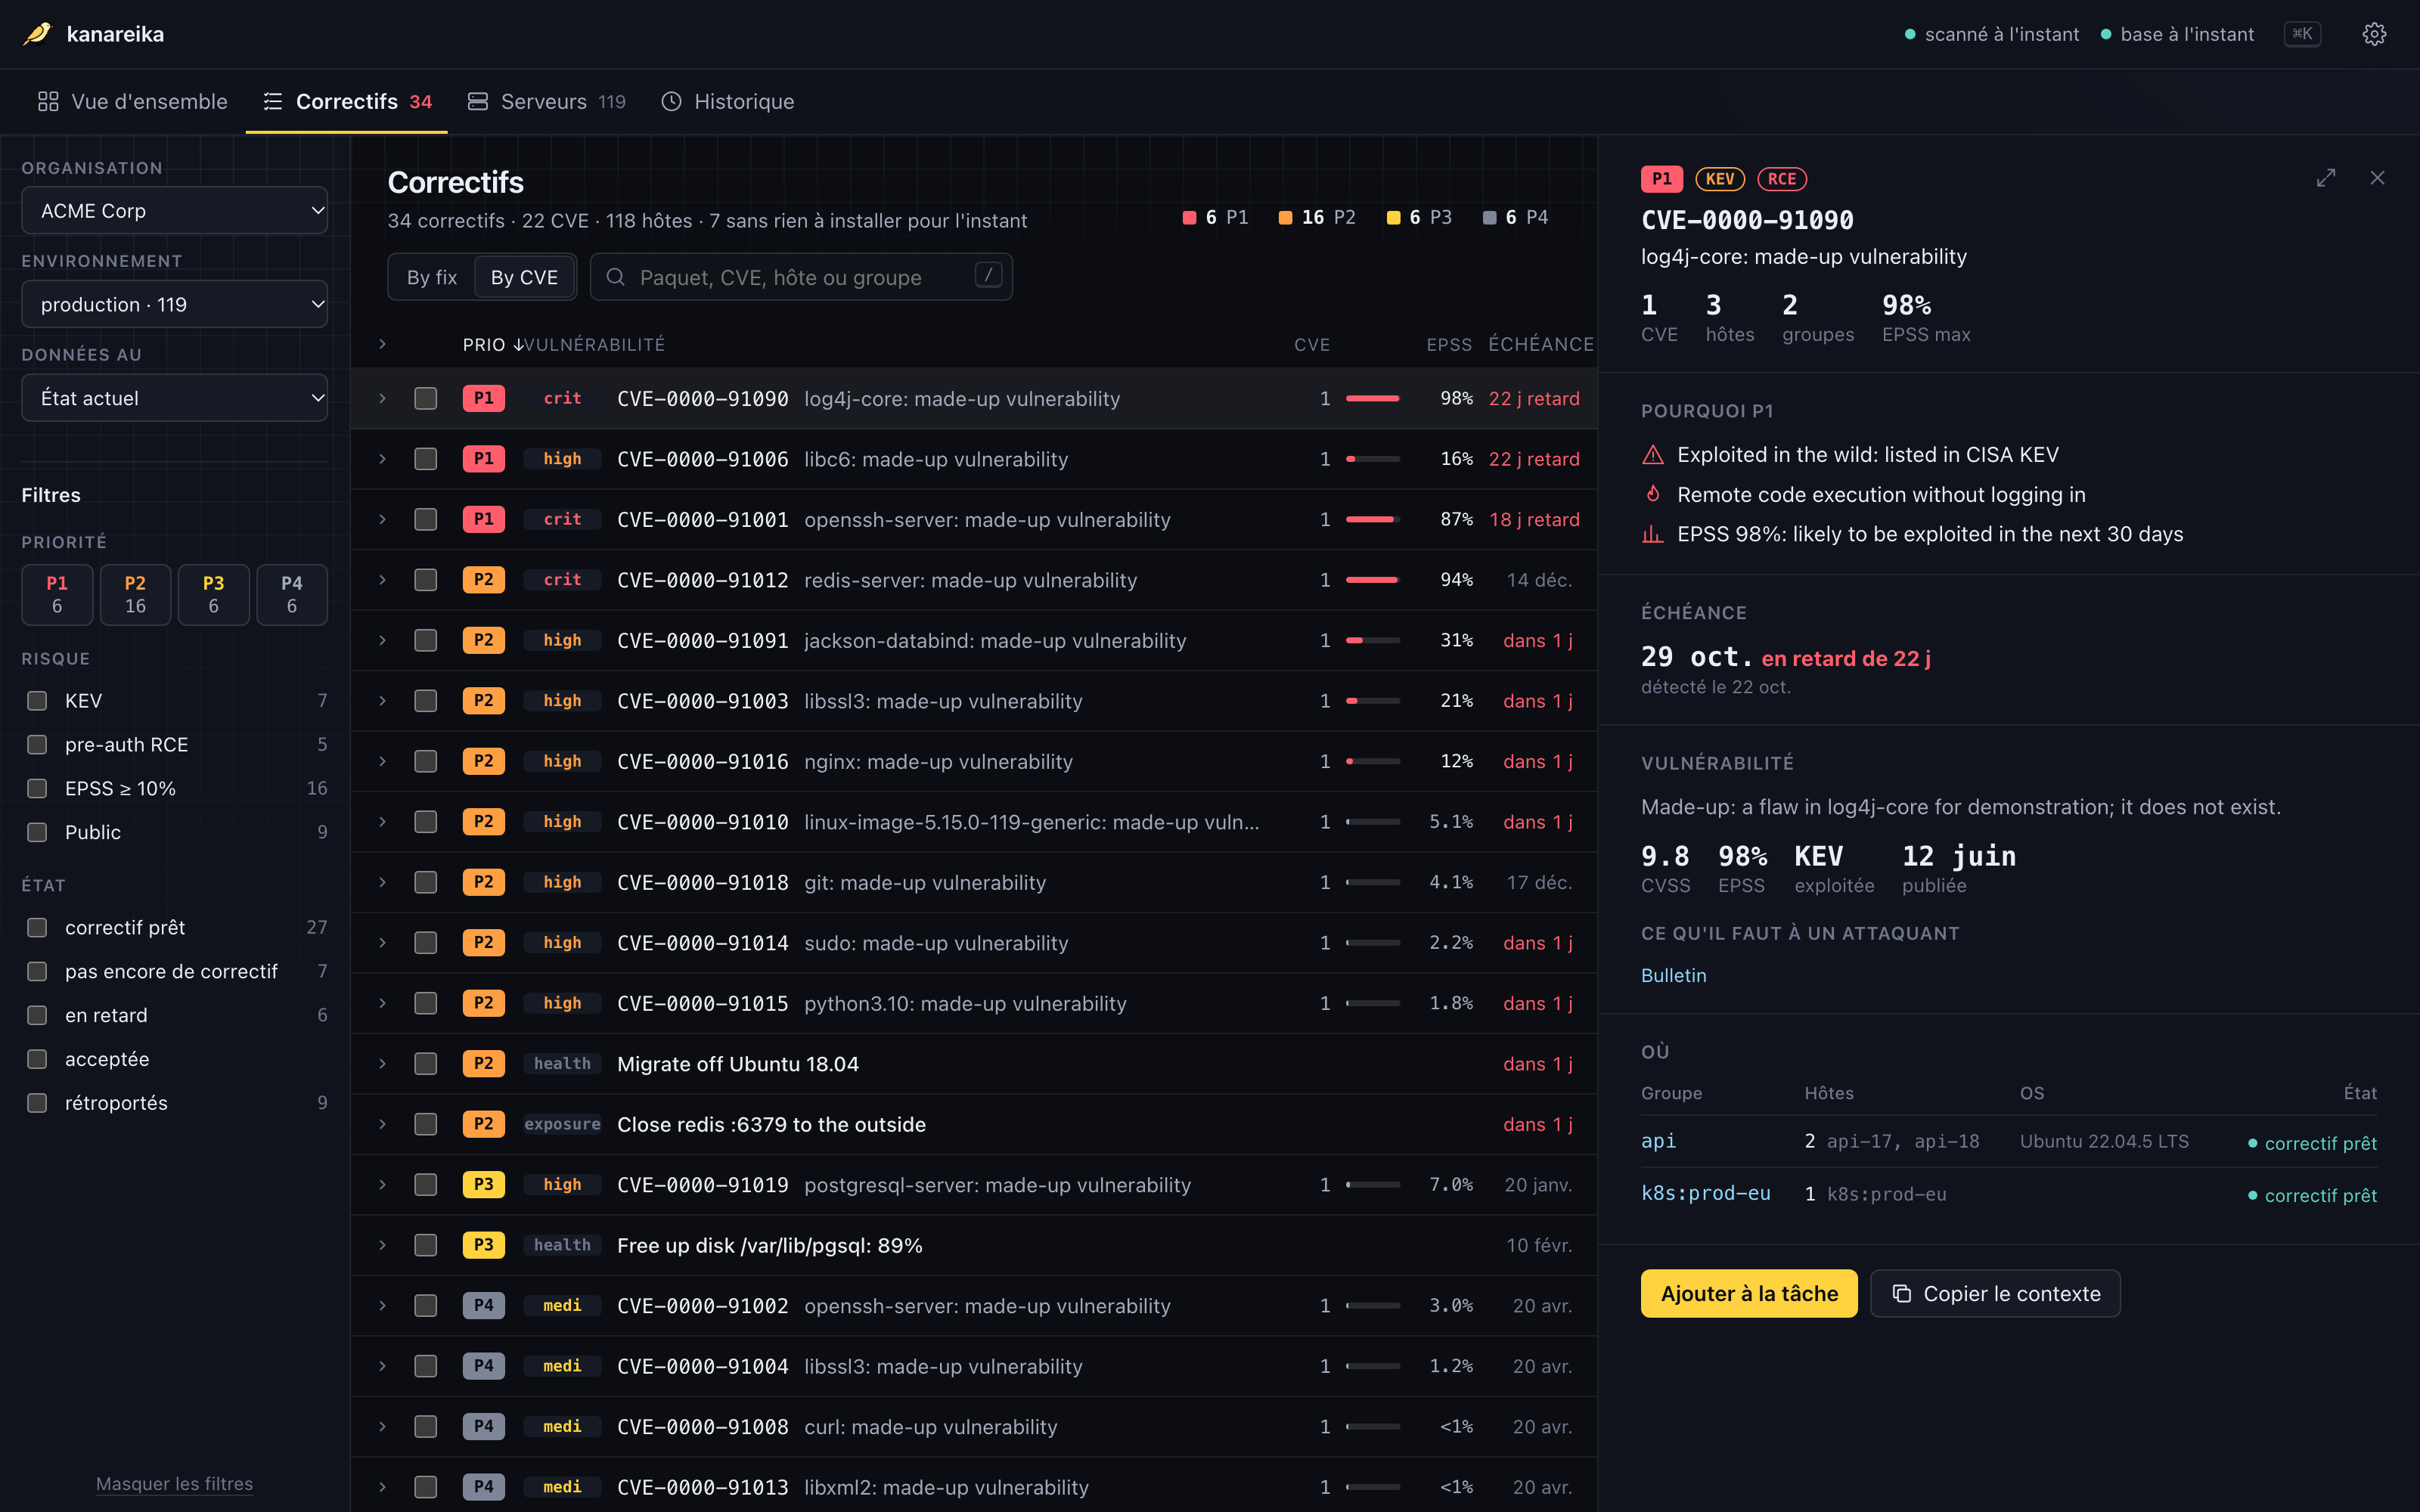 kanareika
scanné à l'instant
base à l'instant
⌘K
Vue d'ensemble
Correctifs 34
Serveurs 119
Historique
ORGANISATION
ACME Corp
ENVIRONNEMENT
production · 119
DONNÉES AU
État actuel
Filtres
PRIORITÉ
P1 P2 P3 P4
6 16 6 6
RISQUE
KEV 7
pre-auth RCE 5
EPSS ≥ 10% 16
Public 9
ÉTAT
correctif prêt 27
pas encore de correctif 7
en retard 6
acceptée
rétroportés 9
Masquer les filtres
Correctifs
34 correctifs · 22 CVE · 118 hôtes · 7 sans rien à installer pour l'instant
6 P1 16 P2 6 P3 6 P4
By fix By CVE
Paquet, CVE, hôte ou groupe /
PRIO ↓ VULNÉRABILITÉ CVE EPSS ÉCHÉANCE
P1 crit CVE-0000-91090 log4j-core: made-up vulnerability 1 98% 22 j retard
P1 high CVE-0000-91006 libc6: made-up vulnerability 1 16% 22 j retard
P1 crit CVE-0000-91001 openssh-server: made-up vulnerability 1 87% 18 j retard
P2 crit CVE-0000-91012 redis-server: made-up vulnerability 1 94% 14 déc.
P2 high CVE-0000-91091 jackson-databind: made-up vulnerability 1 31% dans 1 j
P2 high CVE-0000-91003 libssl3: made-up vulnerability 1 21% dans 1 j
P2 high CVE-0000-91016 nginx: made-up vulnerability 1 12% dans 1 j
P2 high CVE-0000-91010 linux-image-5.15.0-119-generic: made-up vuln... 1 5.1% dans 1 j
P2 high CVE-0000-91018 git: made-up vulnerability 1 4.1% 17 déc.
P2 high CVE-0000-91014 sudo: made-up vulnerability 1 2.2% dans 1 j
P2 high CVE-0000-91015 python3.10: made-up vulnerability 1 1.8% dans 1 j
P2 health Migrate off Ubuntu 18.04 dans 1 j
P2 exposure Close redis :6379 to the outside dans 1 j
P3 high CVE-0000-91019 postgresql-server: made-up vulnerability 1 7.0% 20 janv.
P3 health Free up disk /var/lib/pgsql: 89% 10 févr.
P4 medi CVE-0000-91002 openssh-server: made-up vulnerability 1 3.0% 20 avr.
P4 medi CVE-0000-91004 libssl3: made-up vulnerability 1 1.2% 20 avr.
P4 medi CVE-0000-91008 curl: made-up vulnerability 1 <1% 20 avr.
P4 medi CVE-0000-91013 libxml2: made-up vulnerability 1 <1% 20 avr.
P1 KEV RCE
CVE-0000-91090
log4j-core: made-up vulnerability
1 3 2 98%
CVE hôtes groupes EPSS max
POURQUOI P1
Exploited in the wild: listed in CISA KEV
Remote code execution without logging in
EPSS 98%: likely to be exploited in the next 30 days
ÉCHÉANCE
29 oct. en retard de 22 j
détecté le 22 oct.
VULNÉRABILITÉ
Made-up: a flaw in log4j-core for demonstration; it does not exist.
9.8 98% KEV 12 juin
CVSS EPSS exploitée publiée
CE QU'IL FAUT À UN ATTAQUANT
Bulletin
OÙ
Groupe Hôtes OS État
api 2 api-17, api-18 Ubuntu 22.04.5 LTS correctif prêt
k8s:prod-eu 1 k8s:prod-eu correctif prêt
Ajouter à la tâche
Copier le contexte